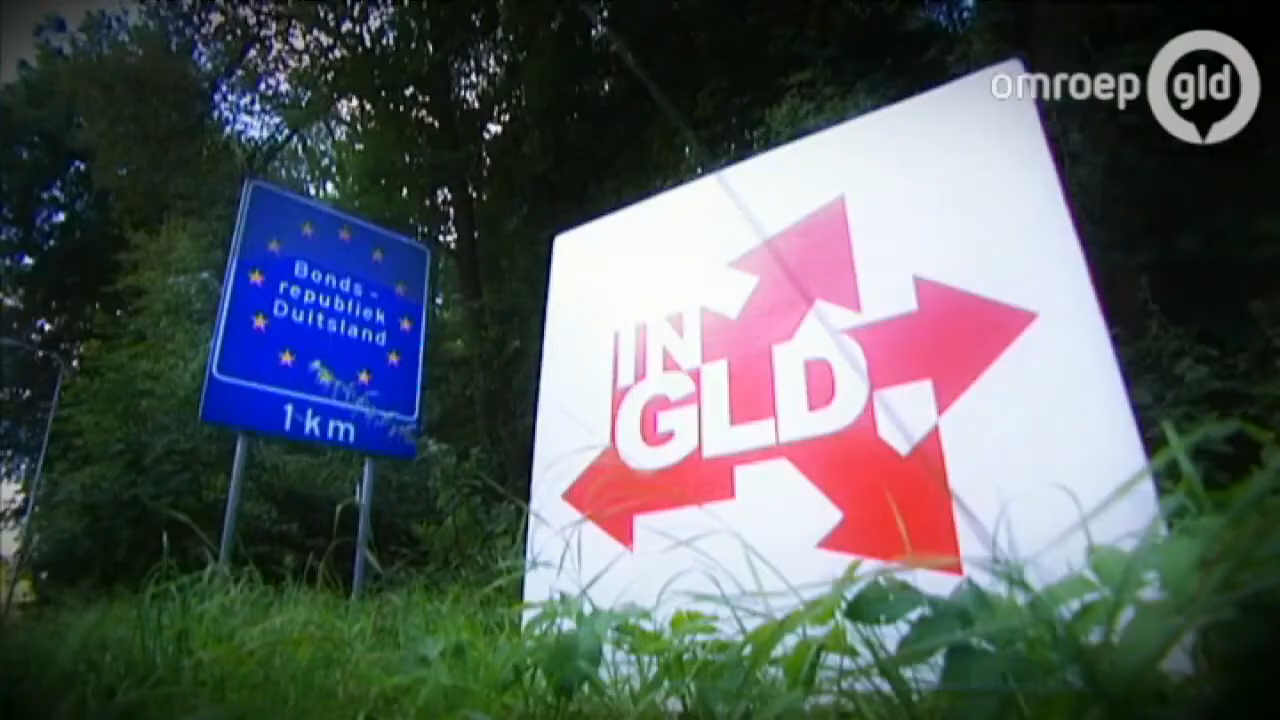 omroep gld
Bonds-
republiek
Duitsland
1 km
IN
GLD